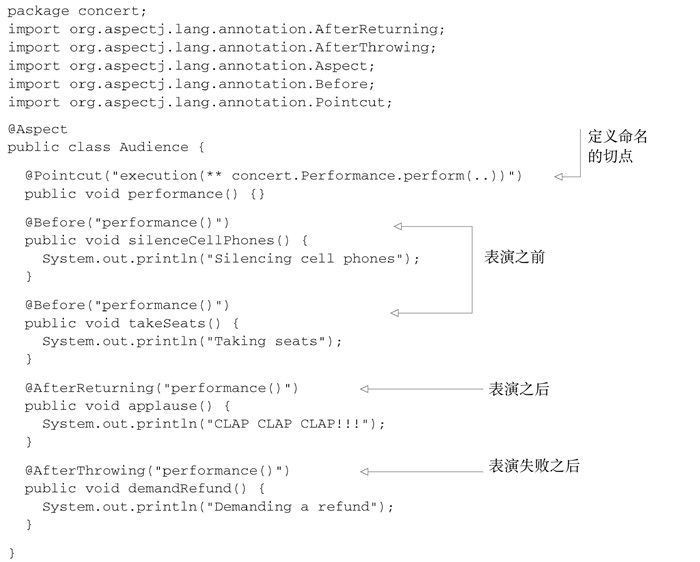 package concert;
import org.aspectj.lang.annotation.AfterReturning;
import org.aspectj.lang.annotation.AfterThrowing;
import org.aspectj.lang.annotation.Aspect;
import org.aspectj.lang.annotation.Before;
import org.aspectj.lang.annotation.Pointcut;
@Aspect
public class Audience {
定义命名
的切点
@Pointcut("execution(** concert.Performance.perform(..))")
public void performance() {}
@Before("performance()")
public void silenceCellPhones() {
System.out.println("Silencing cell phones");
}
表演之前
@Before("performance()")
public void takeSeats() {
System.out.println("Taking seats");
}
@AfterReturning("performance()")
表演之后
public void applause() {
System.out.println("CLAP CLAP CLAP!!!");
}
@AfterThrowing("performance()")
表演失败之后
public void demandRefund() {
System.out.println("Demanding a refund");
}
}